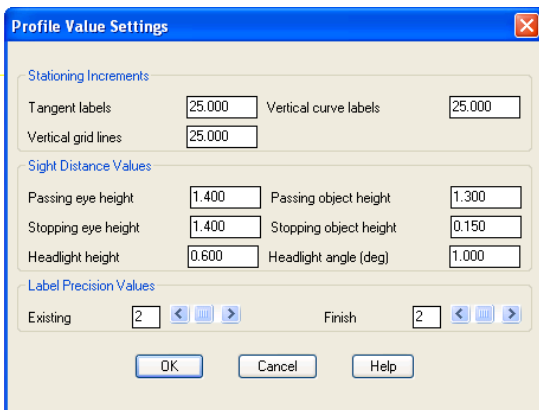 Profile Value Settings
Stationing Increments
Tangent labels 25.000 Vertical curve labels 25.000
Vertical grid lines 25.000
Sight Distance Values
Passing eye height 1.400 Passing object height 1.300
Stopping eye height 1.400 Stopping object height 0.150
Headlight height 0.600 Headlight angle (deg) 1.000
Label Precision Values
Existing 2 Finish 2
OK Cancel Help